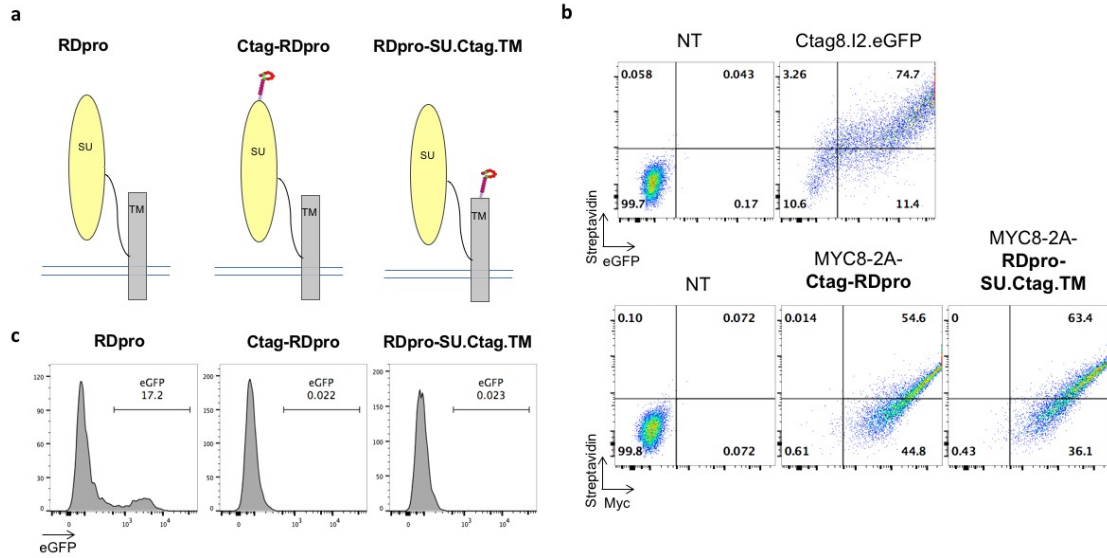 a
RDpro
Ctag-RDpro
RDpro-SU.Ctag.TM
SU
TM
SU
TM
SU
TM
b
NT
Ctag8.I2.eGFP
0.058
0.043
99.7
0.17
3.26
74.7
10.6
11.4
Streptavidin
eGFP
NT
MYC8-2A-
Ctag-RDpro
MYC8-2A-
RDpro-
SU.Ctag.TM
0.10
0.072
99.8
0.072
0.014
54.6
0.61
44.8
0
63.4
0.43
36.1
Streptavidin
Myc
c
RDpro
Ctag-RDpro
RDpro-SU.Ctag.TM
eGFP
17.2
120
90
60
30
0
0
10³
10⁴
eGFP
0.022
200
150
100
50
0
0
10³
10⁴
eGFP
0.023
200
150
100
50
0
0
10³
10⁴
eGFP